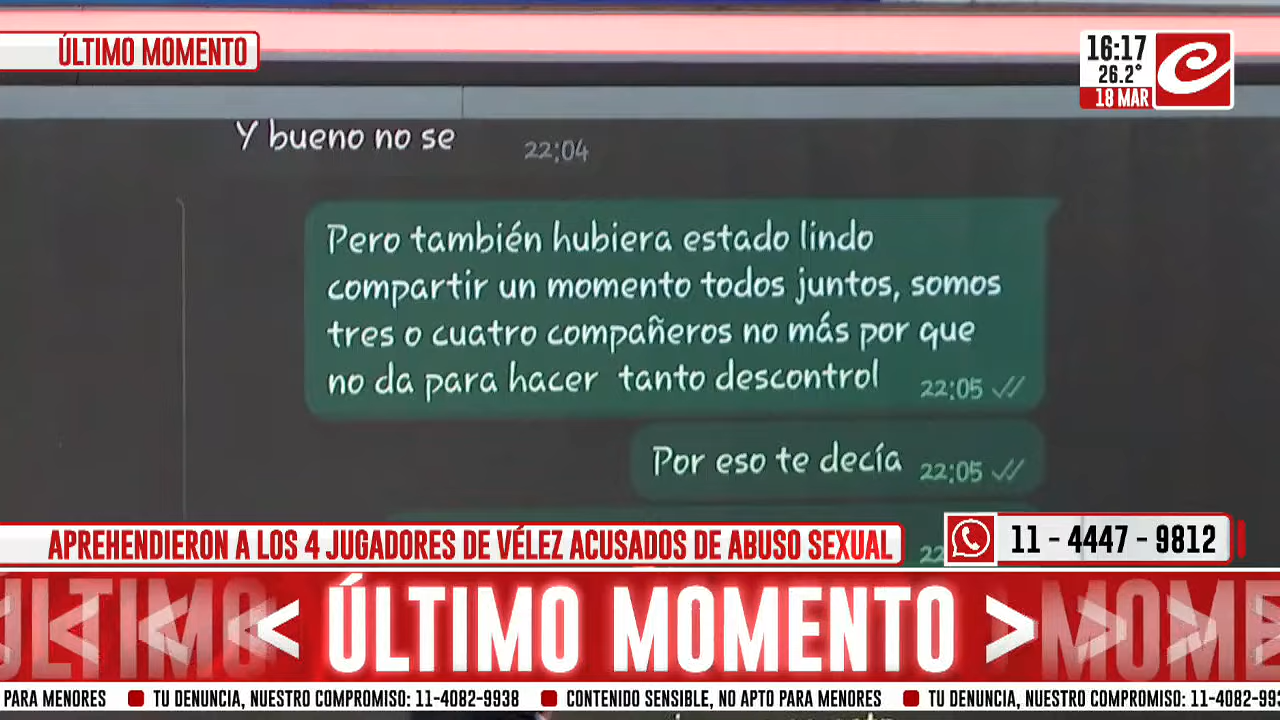 ÚLTIMO MOMENTO
16:17
26.2°
18 MAR
Y bueno no se
22:04
Pero también hubiera estado lindo
compartir un momento todos juntos, somos
tres o cuatro compañeros no más por que
no da para hacer tanto descontrol
22:05
Por eso te decía
22:05
APREHENDIERON A LOS 4 JUGADORES DE VÉLEZ ACUSADOS DE ABUSO SEXUAL
22
11 - 4447 - 9812
ÚLTIMO
< ÚLTIMO MOMENTO >
MOME
PARA MENORES TU DENUNCIA, NUESTRO COMPROMISO: 11-4082-9938 CONTENIDO SENSIBLE, NO APTO PARA MENORES TU DENUNCIA, NUESTRO COMPROMISO: 11-4082-99